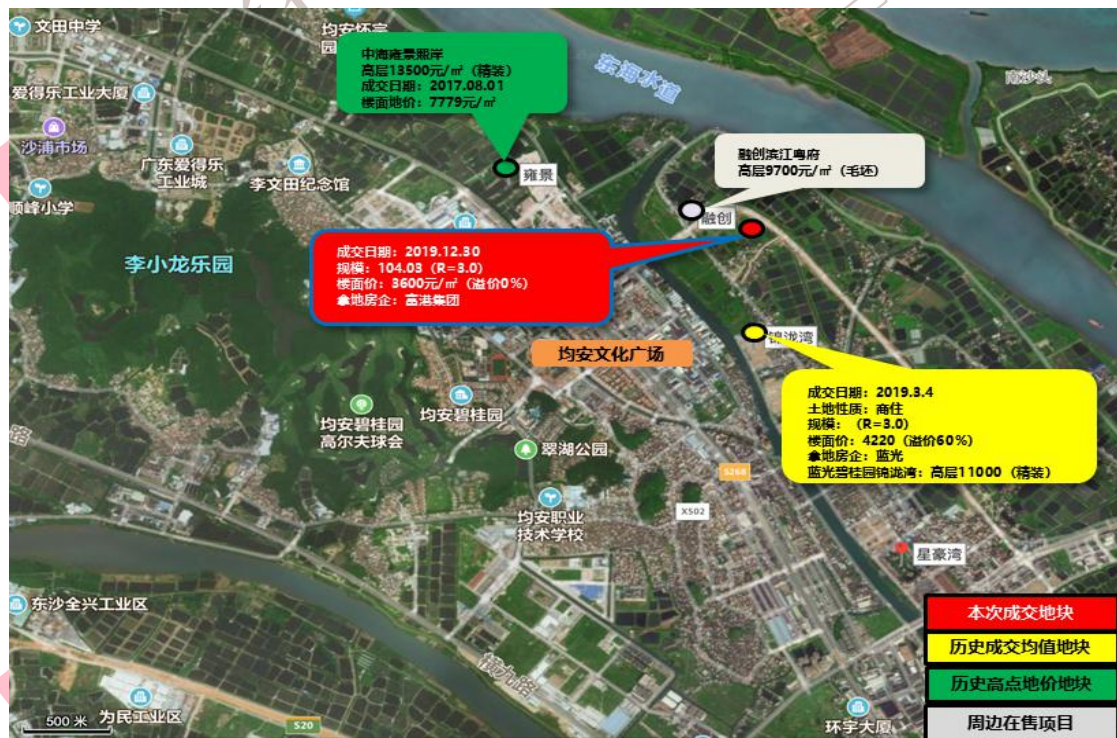 文田中学
均安怀宗
园
爱得乐工业大厦
沙浦市场
广东爱得乐
工业城
李文田纪念馆
顺峰小学
李小龙乐园
中海雍景熙岸
高层13500元/㎡（精装）
成交日期：2017.08.01
楼面地价：7779元/㎡
雍景
东海水道
南沙头
融创滨江粤府
高层9700元/㎡（毛坯）
融创
成交日期：2019.12.30
规模：104.03（R=3.0）
楼面价：3600元/㎡（溢价0%）
拿地房企：富港集团
锦泷湾
均安文化广场
成交日期：2019.3.4
土地性质：商住
规模：（R=3.0）
楼面价：4220（溢价60%）
拿地房企：蓝光
蓝光碧桂园锦泷湾：高层11000（精装）
均安碧桂园
高尔夫球会
均安碧桂园
翠湖公园
路
S268
X502
均安职业
技术学校
星豪湾
东沙全兴工业区
德九路
为民工业区
500 米
S20
环宇大厦
本次成交地块
历史成交均值地块
历史高点地价地块
周边在售项目